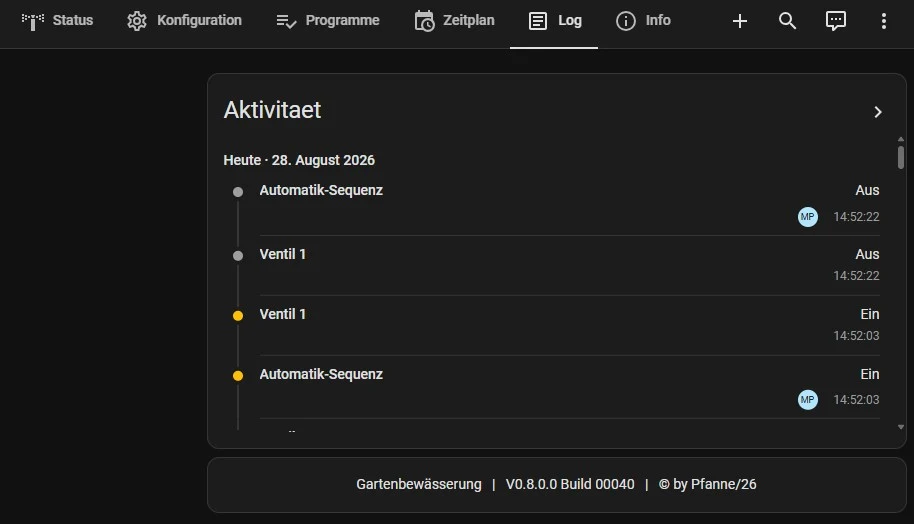 Status Konfiguration Programme Zeitplan Log Info
Aktivitaet
Heute · 28. August 2026
Automatik-Sequenz Aus
MP 14:52:22
Ventil 1 Aus
14:52:22
Ventil 1 Ein
14:52:03
Automatik-Sequenz Ein
MP 14:52:03
Gartenbewässerung | V0.8.0.0 Build 00040 | © by Pfanne/26